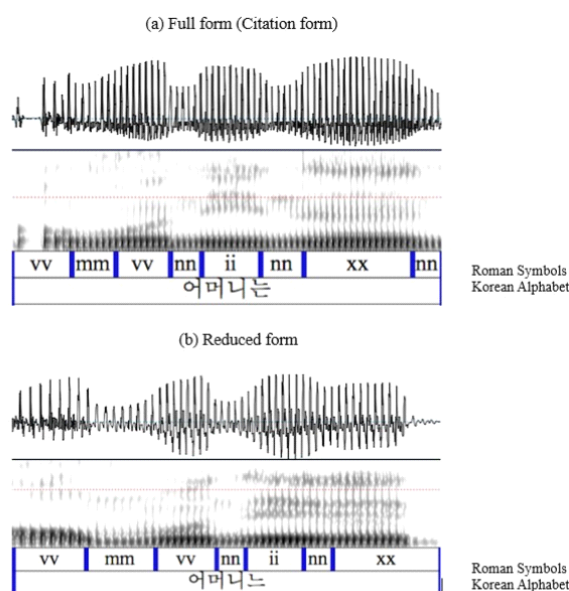 (a) Full form (Citation form)
vv mm vv nn ii nn xx nn Roman Symbols
어머니는 Korean Alphabet
(b) Reduced form
vv mm vv nn ii nn xx Roman Symbols
어머니느 Korean Alphabet